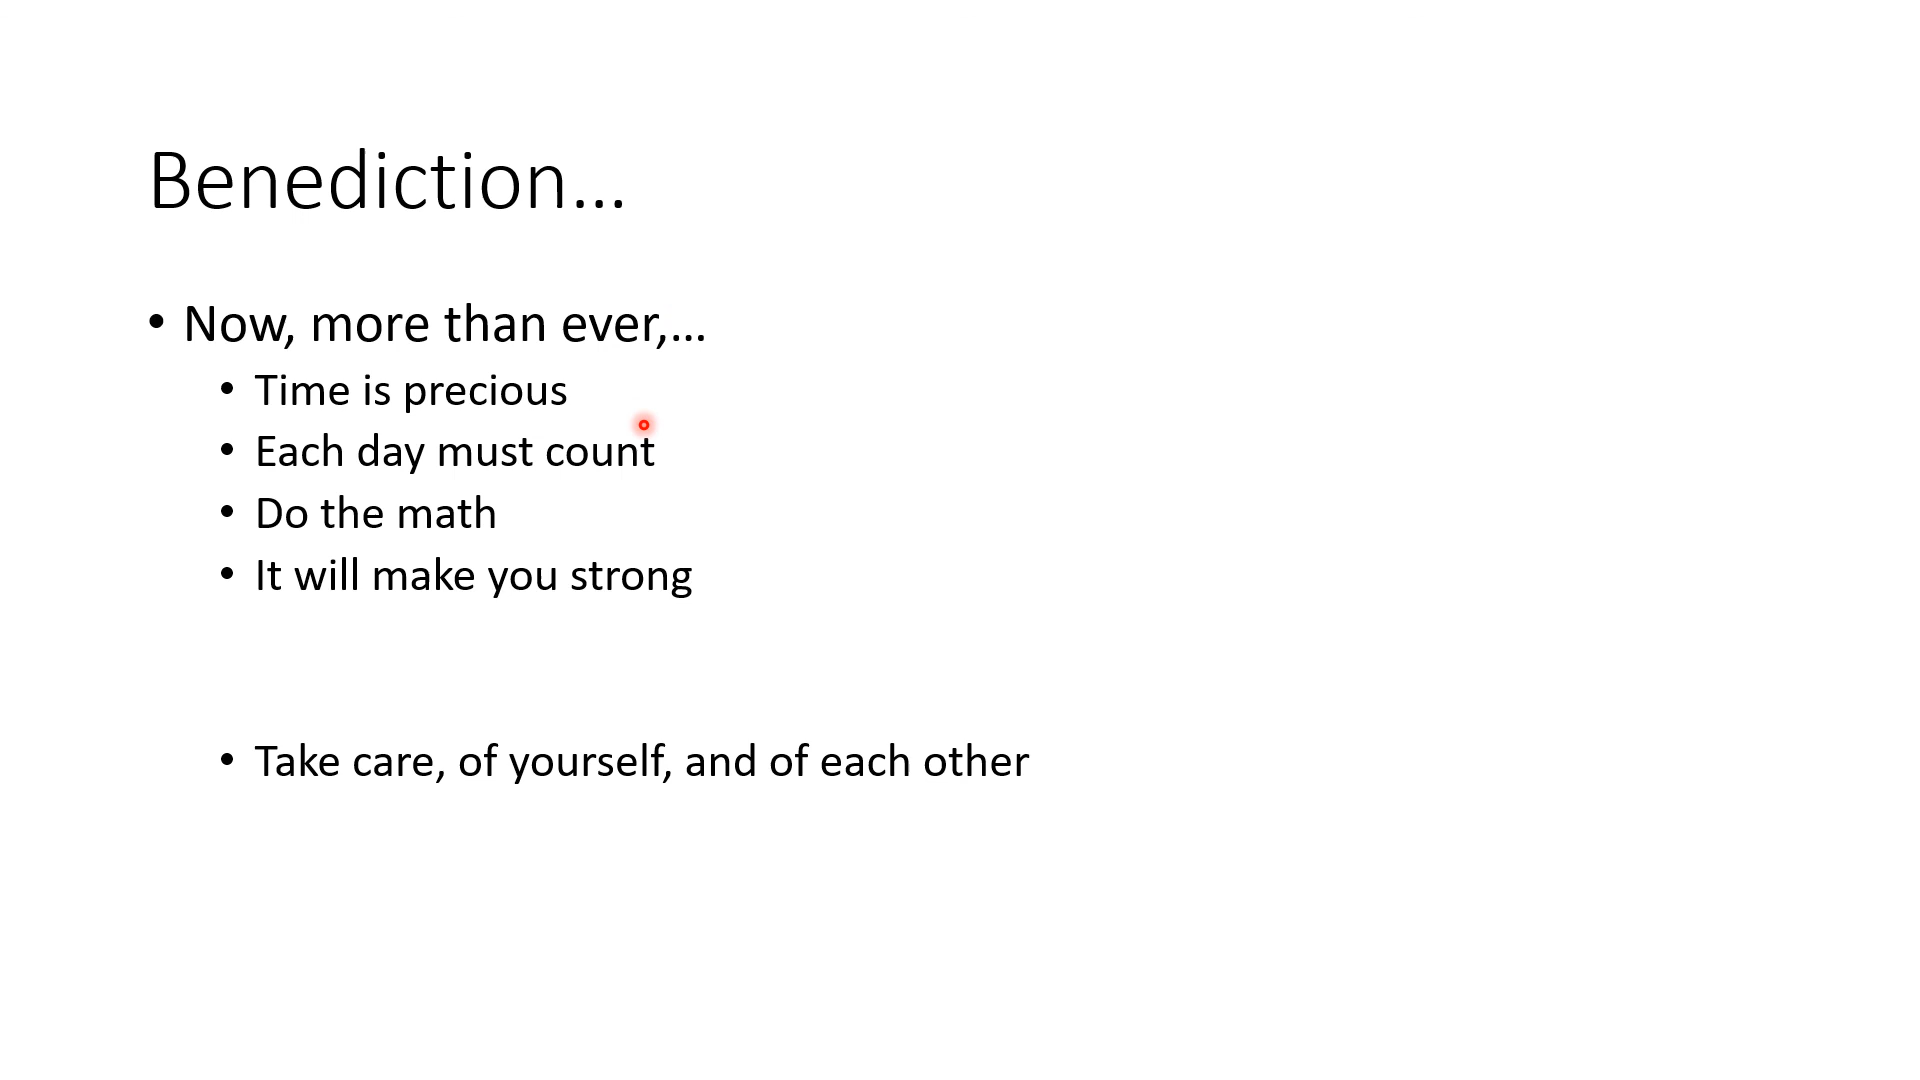 Benediction…
• Now, more than ever,…
• Time is precious
• Each day must count
• Do the math
• It will make you strong
• Take care, of yourself, and of each other